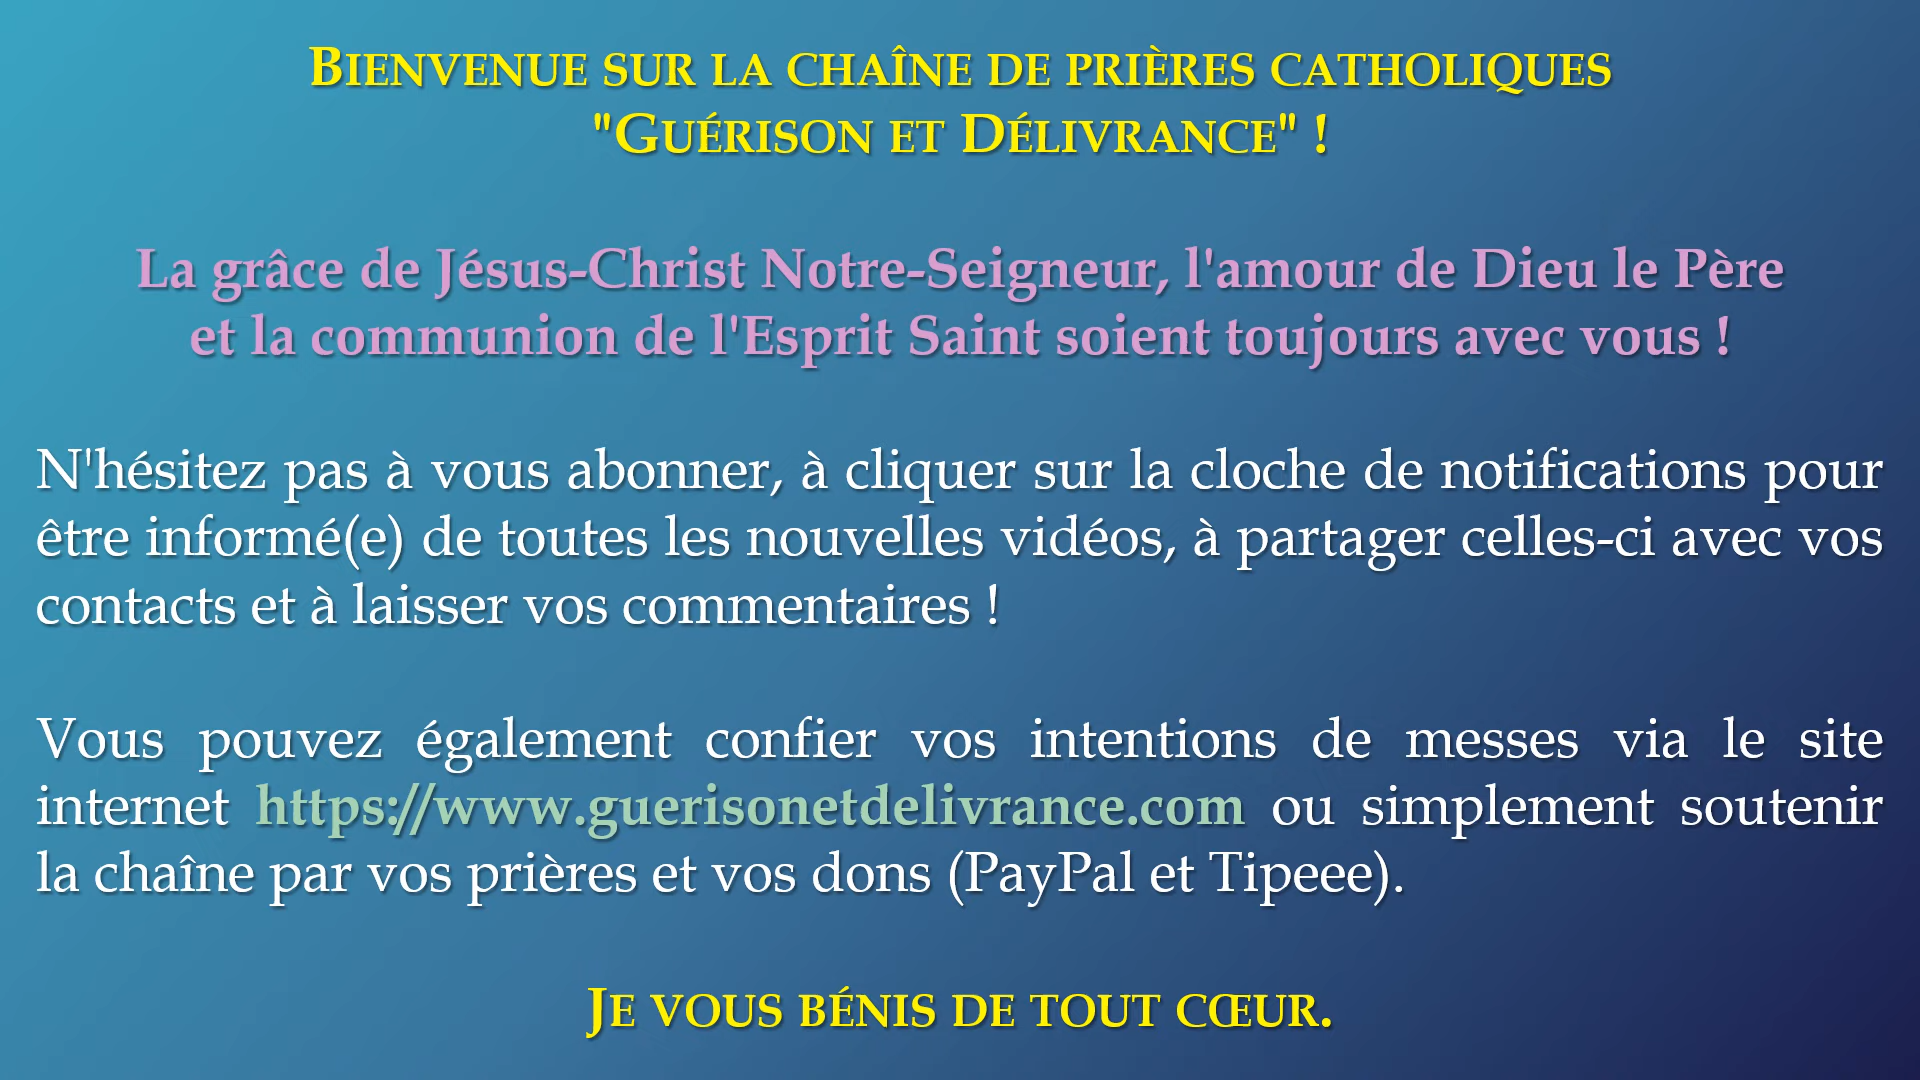 Bienvenue sur la chaîne de prières catholiques
"Guérison et Délivrance" !
La grâce de Jésus-Christ Notre-Seigneur, l'amour de Dieu le Père
et la communion de l'Esprit Saint soient toujours avec vous !
N'hésitez pas à vous abonner, à cliquer sur la cloche de notifications pour
être informé(e) de toutes les nouvelles vidéos, à partager celles-ci avec vos
contacts et à laisser vos commentaires !
Vous pouvez également confier vos intentions de messes via le site
internet https://www.guerisonetdelivrance.com ou simplement soutenir
la chaîne par vos prières et vos dons (PayPal et Tipeee).
Je vous bénis de tout cœur.